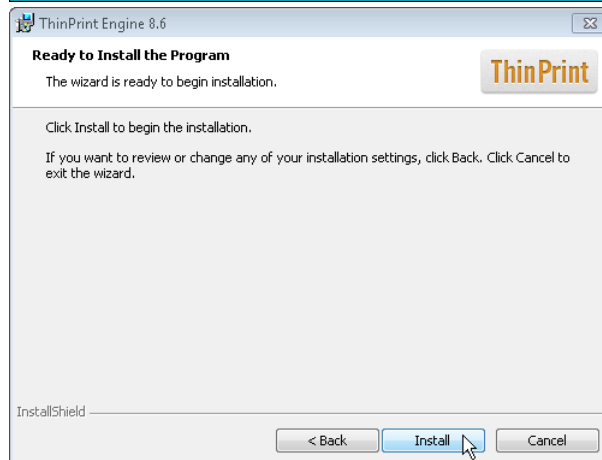 ThinPrint Engine 8.6
Ready to Install the Program
The wizard is ready to begin installation.
ThinPrint
Click Install to begin the installation.
If you want to review or change any of your installation settings, click Back. Click Cancel to
exit the wizard.
InstallShield
< Back
Install
Cancel